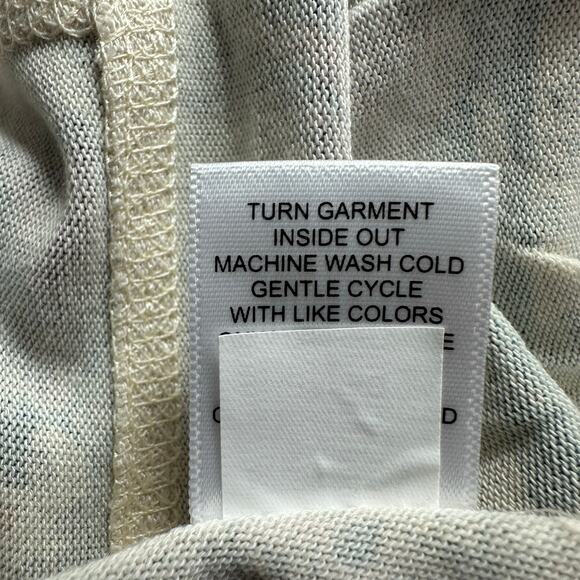 TURN GARMENT
INSIDE OUT
MACHINE WASH COLD
GENTLE CYCLE
WITH LIKE COLORS